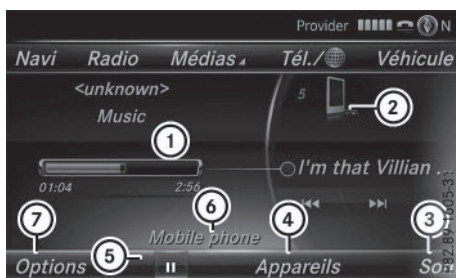 Provider N
Navi Radio Médias Tél./ Véhicule
<unknown>
Music
5
2
1
I'm that Villian ..
01:04 2:56
7 6 4 3
Mobile phone
5
Options Appareils Son